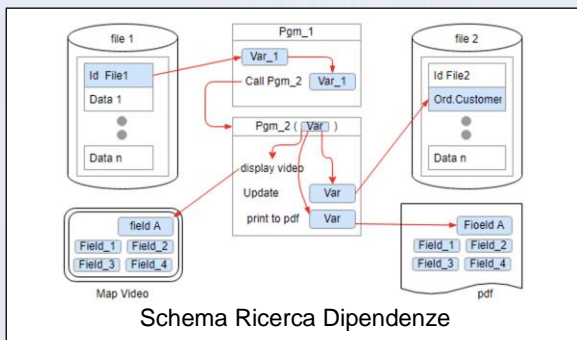 file 1
Id File1
Data 1
Data n
Pgm_1
Var_1
Call Pgm_2 Var_1
Pgm_2 ( Var )
display video
Update Var
print to pdf Var
file 2
Id File2
Ord.Customer
Data n
field A
Field_1 Field_2
Field_3 Field_4
Map Video
Fioeld A
Field_1 Field_2
Field_3 Field_4
pdf
Schema Ricerca Dipendenze